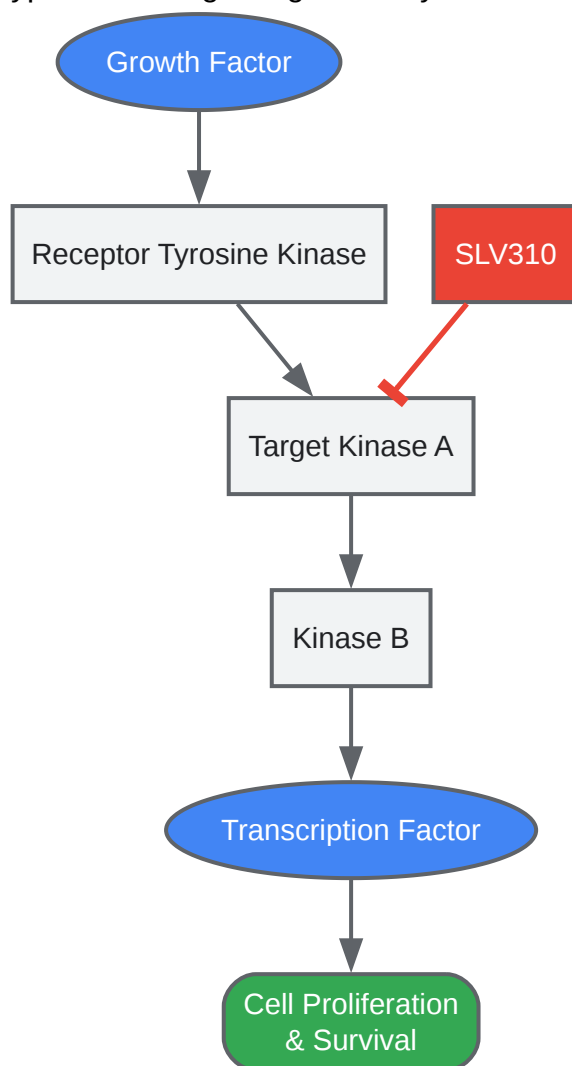 Growth Factor
Receptor Tyrosine Kinase
SLV310
Target Kinase A
Kinase B
Transcription Factor
Cell Proliferation
& Survival